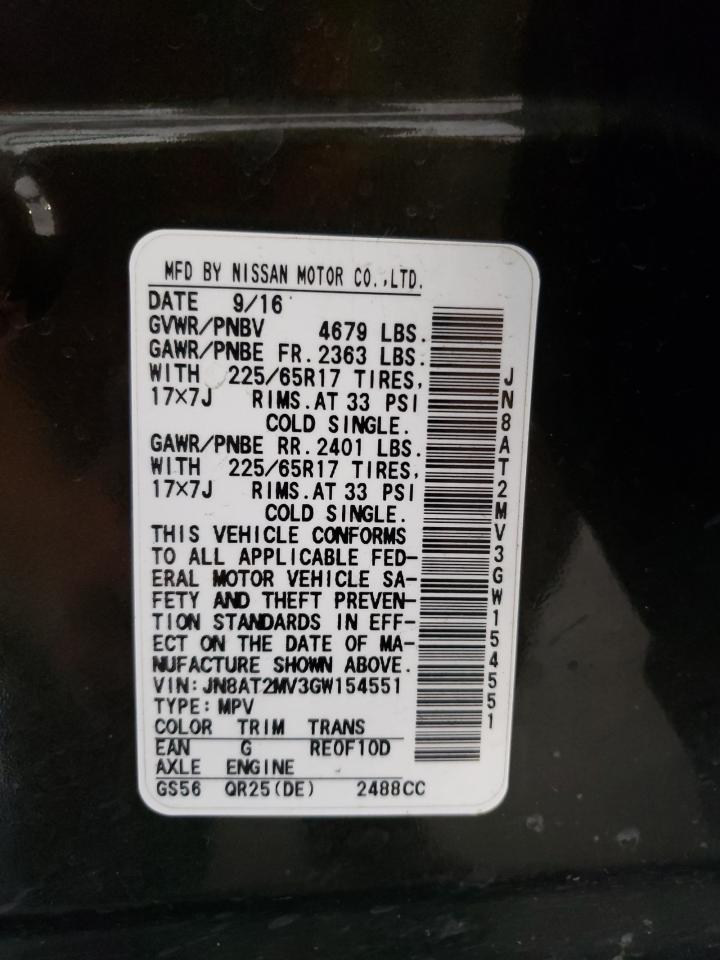 MFD BY NISSAN MOTOR CO.,LTD.
DATE 9/16
GVWR/PNBV 4679 LBS.
GAWR/PNBE FR. 2363 LBS.
WITH 225/65R17 TIRES,
17×7J RIMS.AT 33 PSI
COLD SINGLE.
GAWR/PNBE RR. 2401 LBS.
WITH 225/65R17 TIRES,
17×7J RIMS.AT 33 PSI
COLD SINGLE.
THIS VEHICLE CONFORMS
TO ALL APPLICABLE FED-
ERAL MOTOR VEHICLE SA-
FETY AND THEFT PREVEN-
TION STANDARDS IN EFF-
ECT ON THE DATE OF MA-
NUFACTURE SHOWN ABOVE.
VIN: JN8AT2MV3GW154551
TYPE: MPV
COLOR TRIM TRANS
EAN G RE0F10D
AXLE ENGINE
GS56 QR25(DE) 2488CC
JN8AT2MV3GW154551